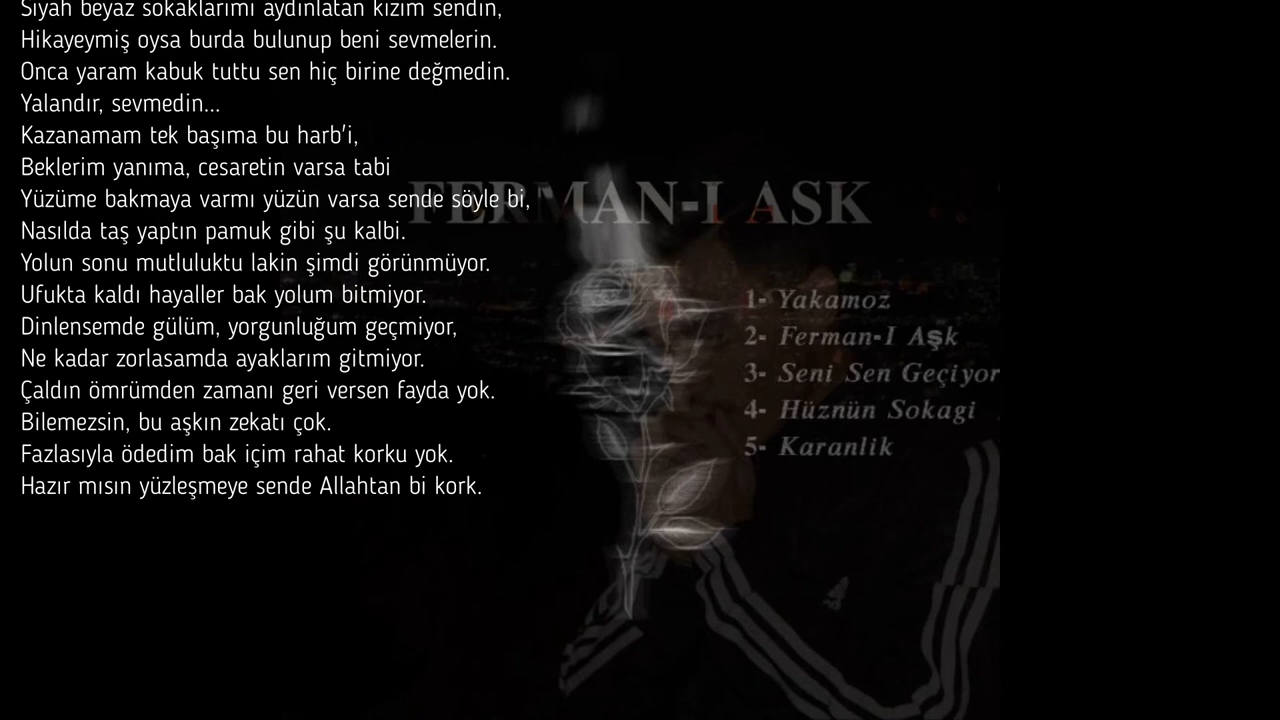 Siyah beyaz sokaklarımı aydınlatan kızım sendin,
Hikayeymiş oysa burda bulunup beni sevmelerin.
Onca yaram kabuk tuttu sen hiç birine değmedin.
Yalandır, sevmedin...
Kazanamam tek başıma bu harb'i,
Beklerim yanıma, cesaretin varsa tabi
Yüzüme bakmaya varmı yüzün varsa sende söyle bi,
Nasılda taş yaptın pamuk gibi şu kalbi.
Yolun sonu mutluluktu lakin şimdi görünmüyor.
Ufukta kaldı hayaller bak yolum bitmiyor.
Dinlensemde gülüm, yorgunluğum geçmiyor,
Ne kadar zorlasamda ayaklarım gitmiyor.
Çaldın ömrümden zamanı geri versen fayda yok.
Bilemezsin, bu aşkın zekatı çok.
Fazlasıyla ödedim bak içim rahat korku yok.
Hazır mısın yüzleşmeye sende Allahtan bi kork.
FERMAN-I ASK
1- Yakamoz
2- Ferman-I Aşk
3- Seni Sen Geçiyor
4- Hüznün Sokagi
5- Karanlik